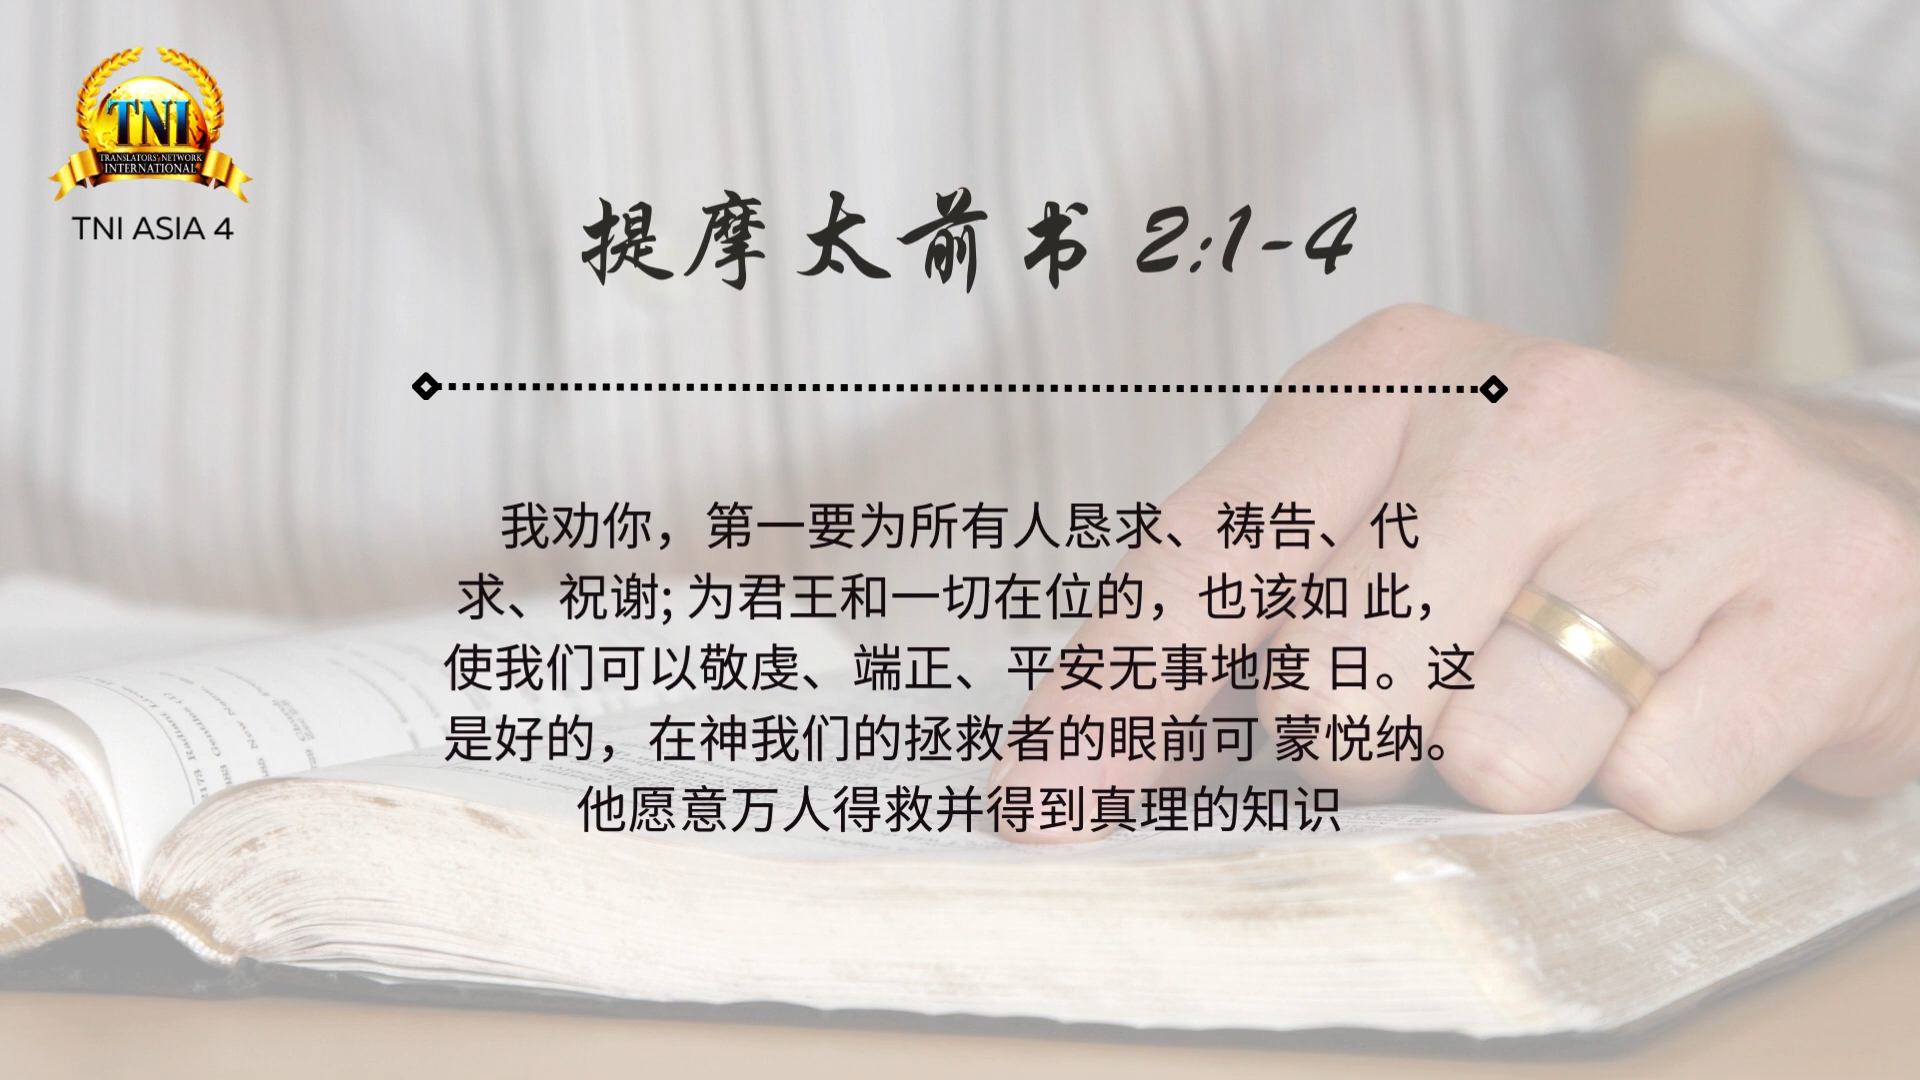 TNI
TRANSLATORS' NETWORK
INTERNATIONAL
TNI ASIA 4
提摩太前书 2:1-4
我劝你，第一要为所有人恳求、祷告、代
求、祝谢; 为君王和一切在位的，也该如 此，
使我们可以敬虔、端正、平安无事地度 日。这
是好的，在神我们的拯救者的眼前可 蒙悦纳。
他愿意万人得救并得到真理的知识